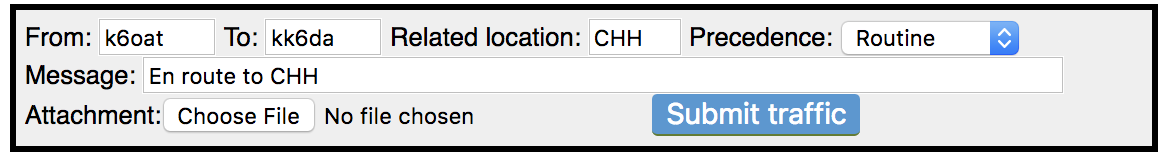 From: k6oat To: kk6da Related location: CHH Precedence: Routine
Message: En route to CHH
Attachment: Choose File No file chosen Submit traffic